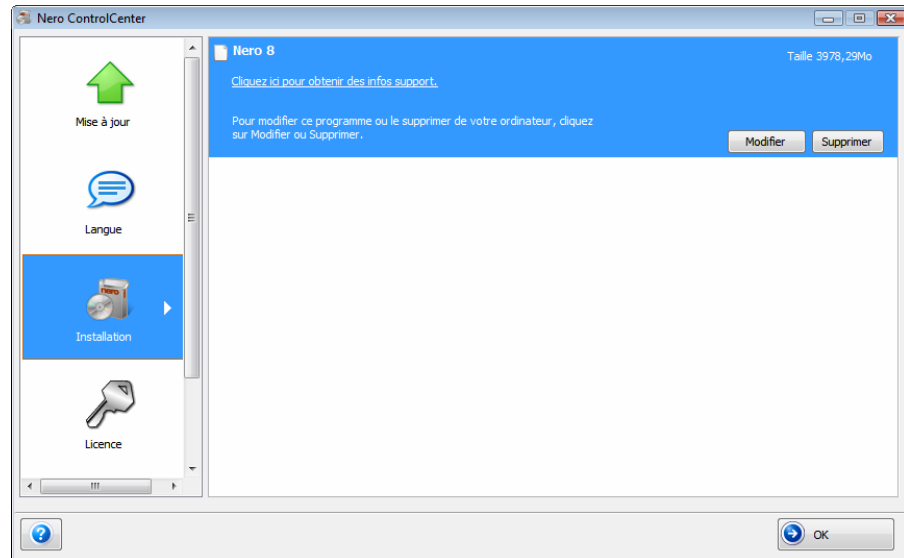 Nero ControlCenter
Mise à jour
Langue
nero
Installation
Licence
Nero 8
Taille 3978,29Mo
Cliquez ici pour obtenir des infos support.
Pour modifier ce programme ou le supprimer de votre ordinateur, cliquez
sur Modifier ou Supprimer.
Modifier
Supprimer
?
OK